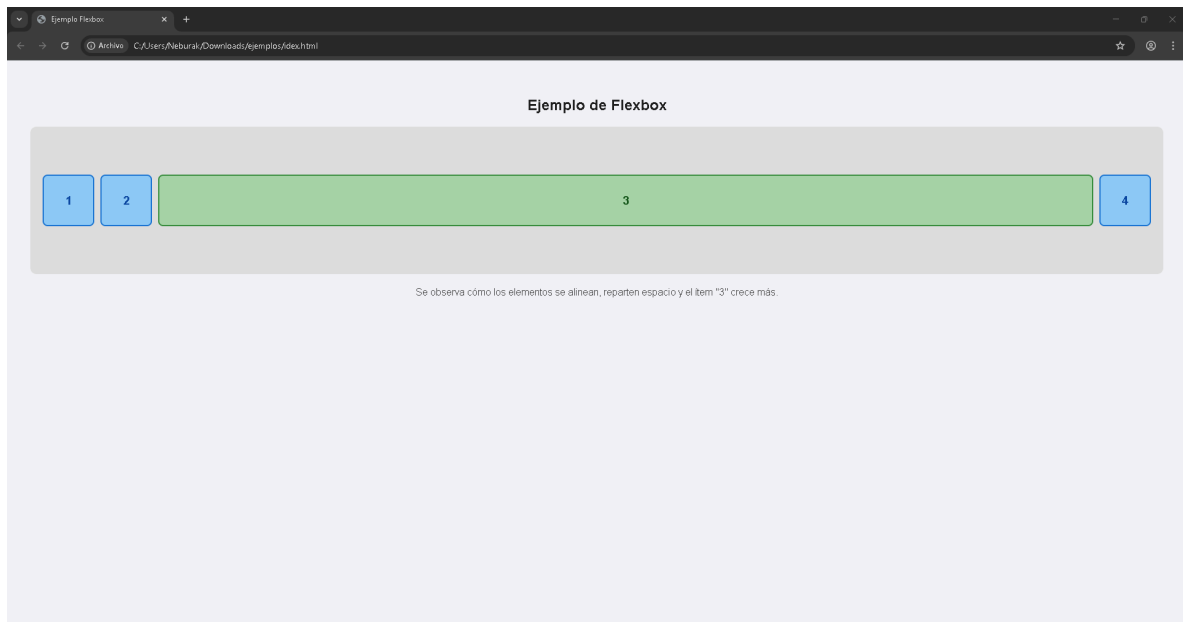 Ejemplo Flexbox
Archivo C:/Users/Neburak/Downloads/ejemplos/idex.html
Ejemplo de Flexbox
1 2 3 4
Se observa cómo los elementos se alinean, reparten espacio y el ítem "3" crece más.